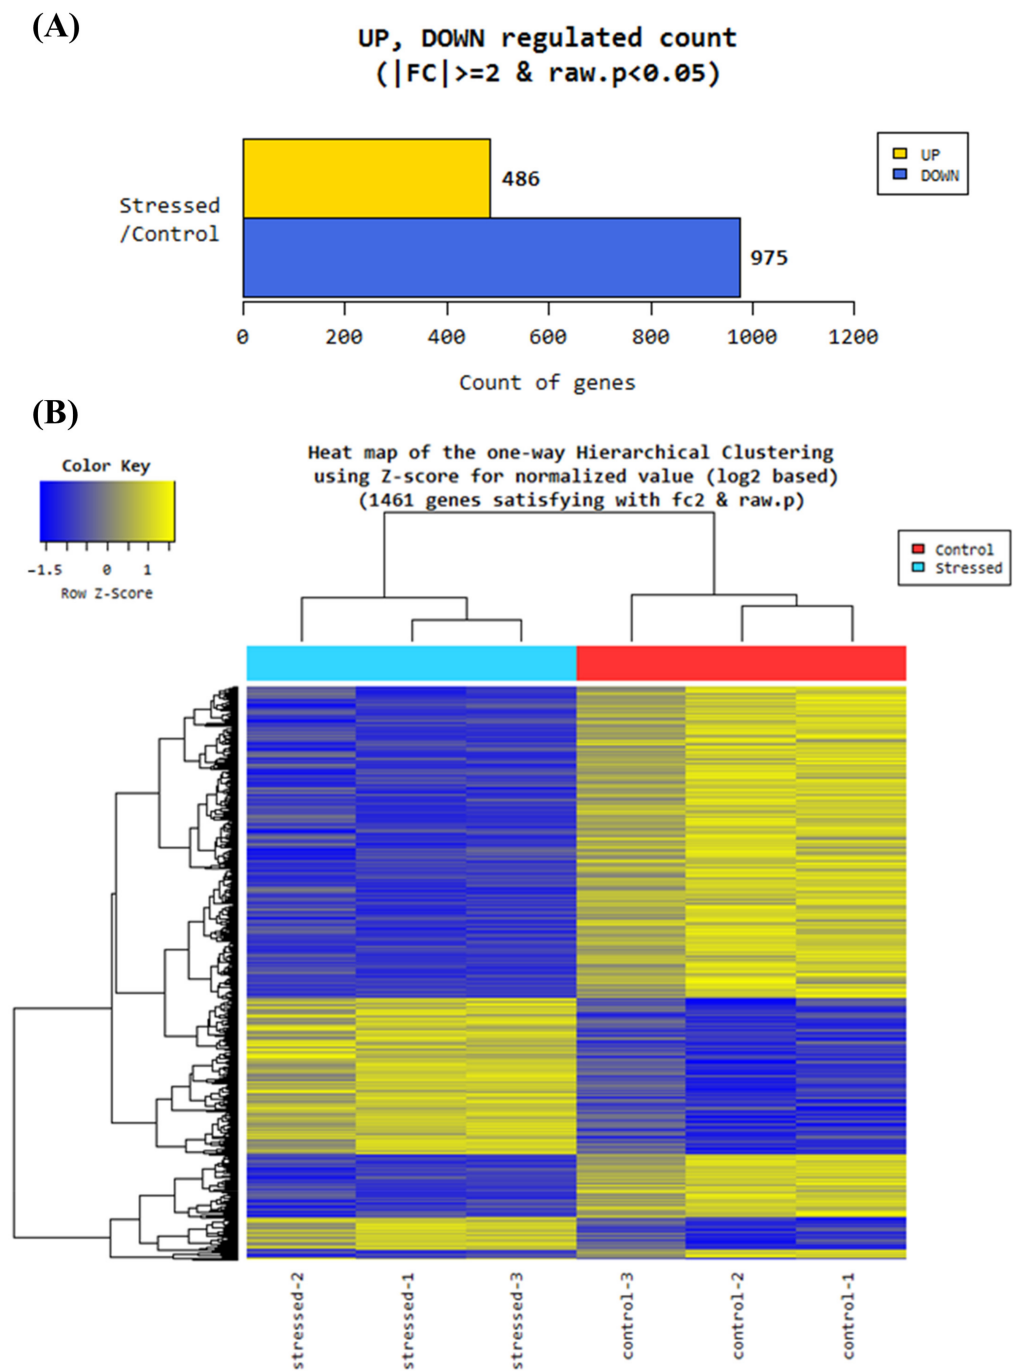 (A)
UP, DOWN regulated count
(|FC|>=2 & raw.p<0.05)
UP
DOWN
486
Stressed
/Control
975
0 200 400 600 800 1000 1200
Count of genes
(B)
Color Key
-1.5 0 1
Row Z-Score
Heat map of the one-way Hierarchical Clustering
using Z-score for normalized value (log2 based)
(1461 genes satisfying with fc2 & raw.p)
Control
Stressed
stressed-2
stressed-1
stressed-3
control-3
control-2
control-1